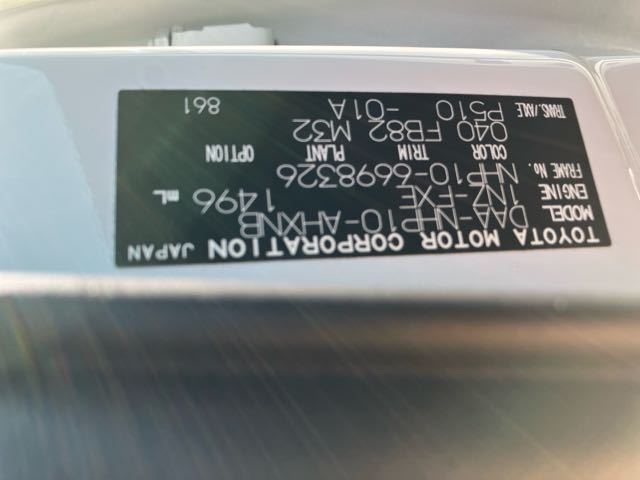 TOYOTA MOTOR CORPORATION JAPAN
MODEL DAA-NHP10-AHXNB
ENGINE 1NZ-FXE 1496 mL
FRAME No. NHP10-6698326
COLOR TRIM PLANT OPTION
040 FB82 M32
TRANS./AXLE P510 -01A 861